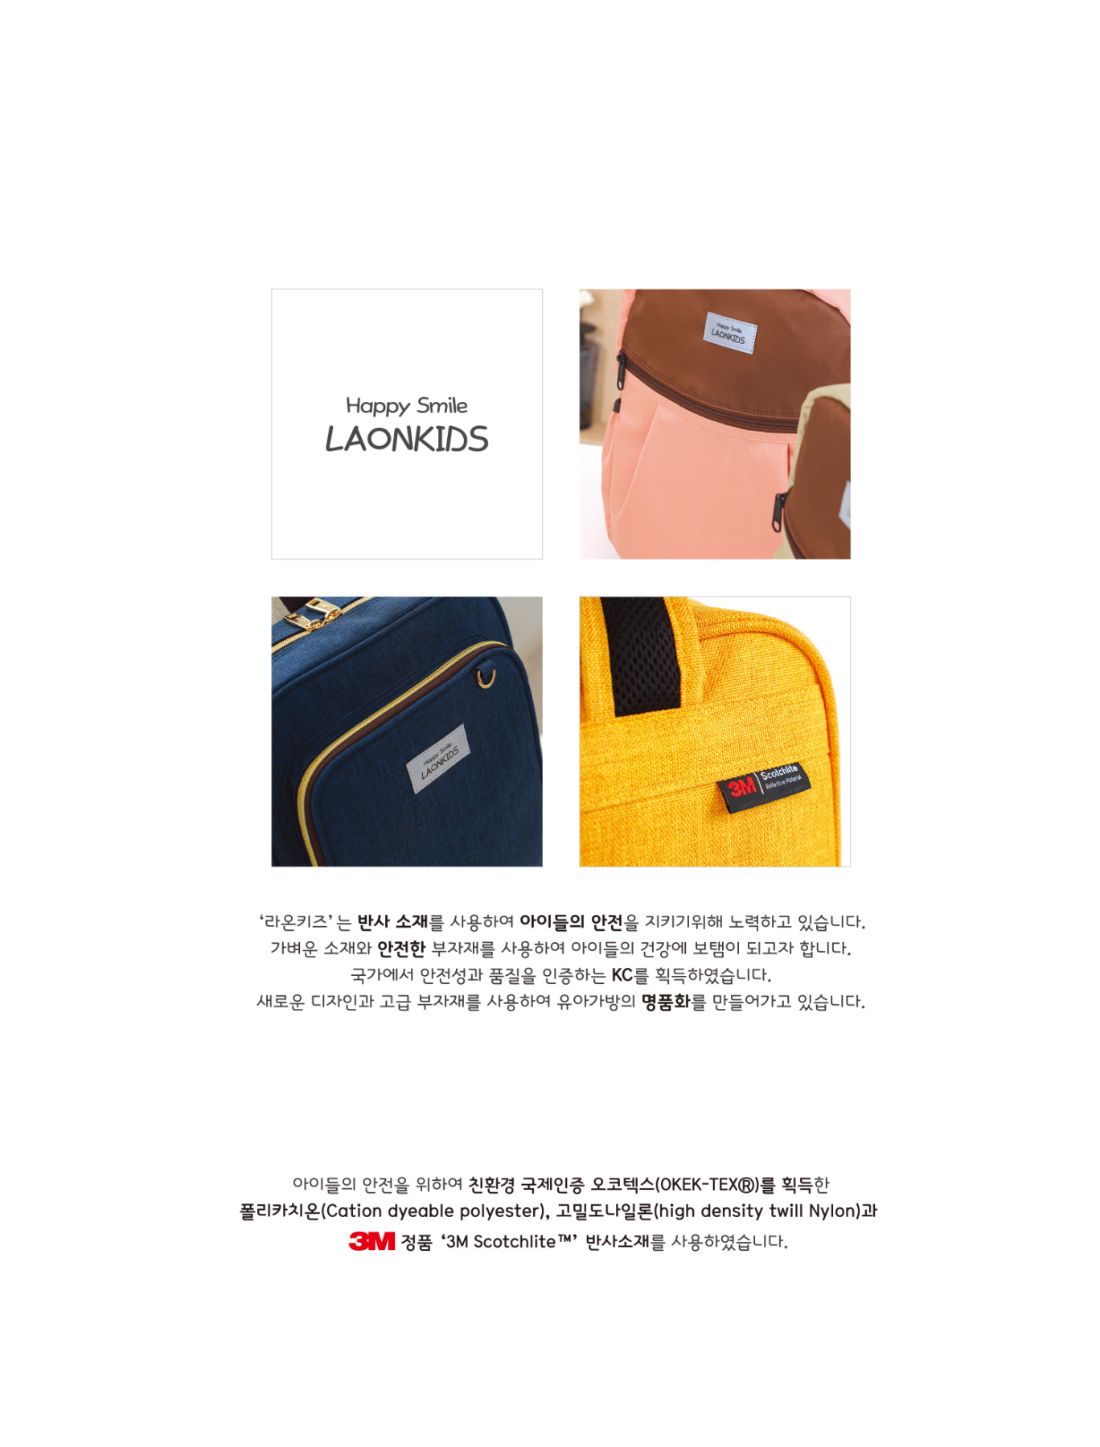 Happy Smile
LAONKIDS
Happy Smile
LAONKIDS
Happy Smile
LAONKIDS
3M Scotchlite
Reflective Material
‘라온키즈’는 반사 소재를 사용하여 아이들의 안전을 지키기위해 노력하고 있습니다.
가벼운 소재와 안전한 부자재를 사용하여 아이들의 건강에 보탬이 되고자 합니다.
국가에서 안전성과 품질을 인증하는 KC를 획득하였습니다.
새로운 디자인과 고급 부자재를 사용하여 유아가방의 명품화를 만들어가고 있습니다.
아이들의 안전을 위하여 친환경 국제인증 오코텍스(OKEK-TEX®)를 획득한
폴리카치온(Cation dyeable polyester), 고밀도나일론(high density twill Nylon)과
3M 정품 ‘3M Scotchlite™’ 반사소재를 사용하였습니다.